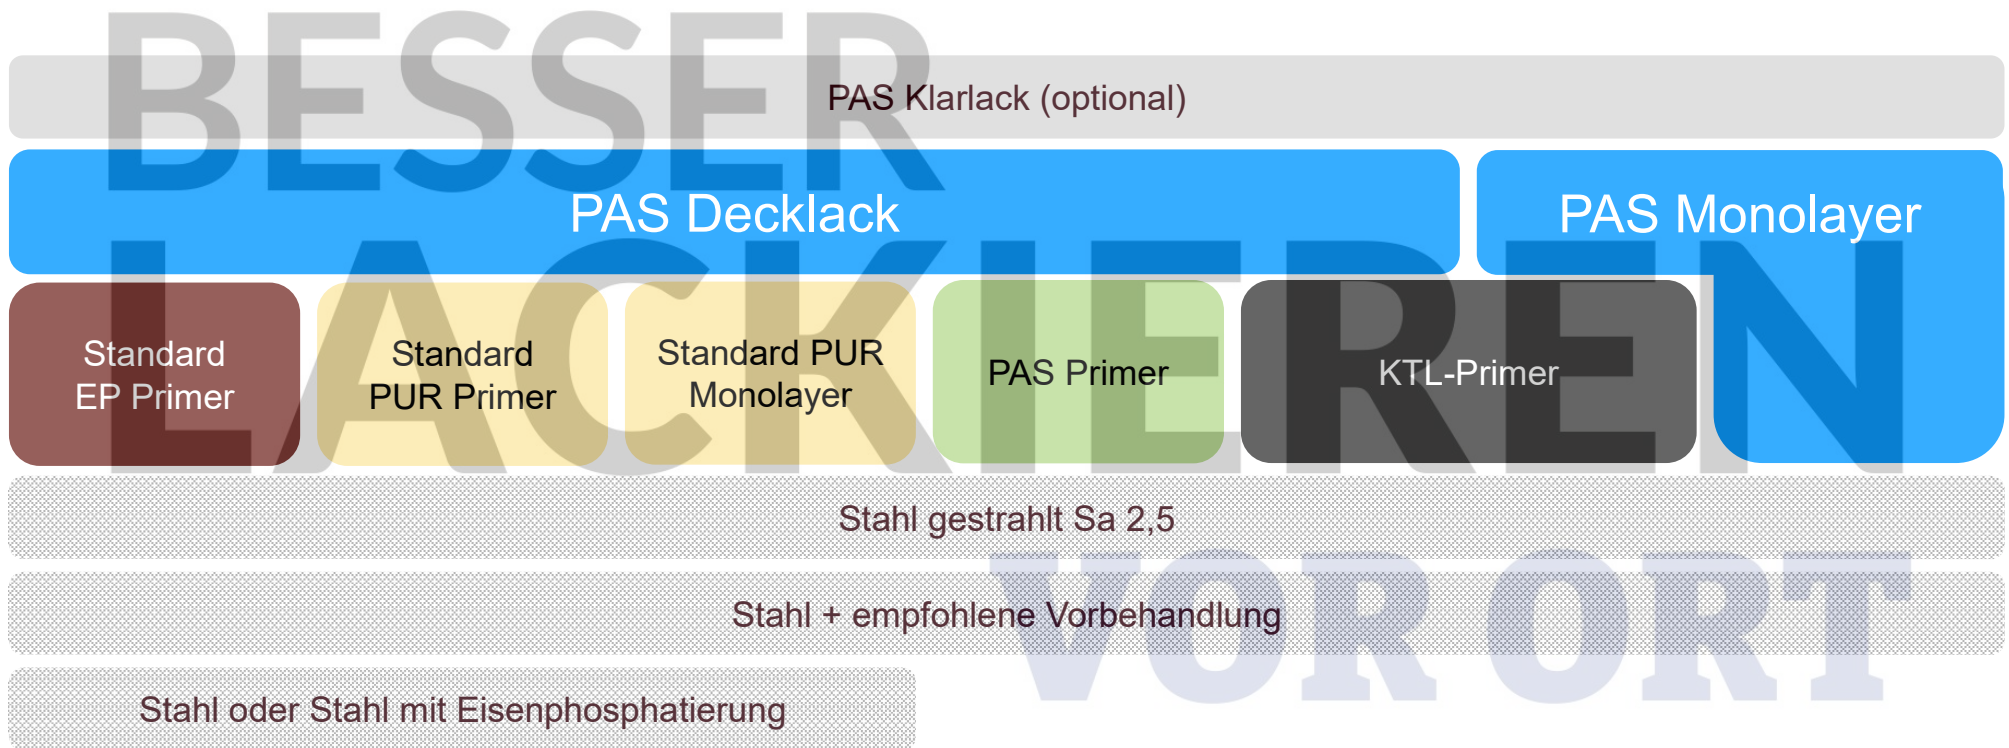 BESSER
PAS Klarlack (optional)
PAS Decklack
PAS Monolayer
LACKIEREN
Standard
EP Primer
Standard
PUR Primer
Standard PUR
Monolayer
PAS Primer
KTL-Primer
Stahl gestrahlt Sa 2,5
VOR ORT
Stahl + empfohlene Vorbehandlung
Stahl oder Stahl mit Eisenphosphatierung